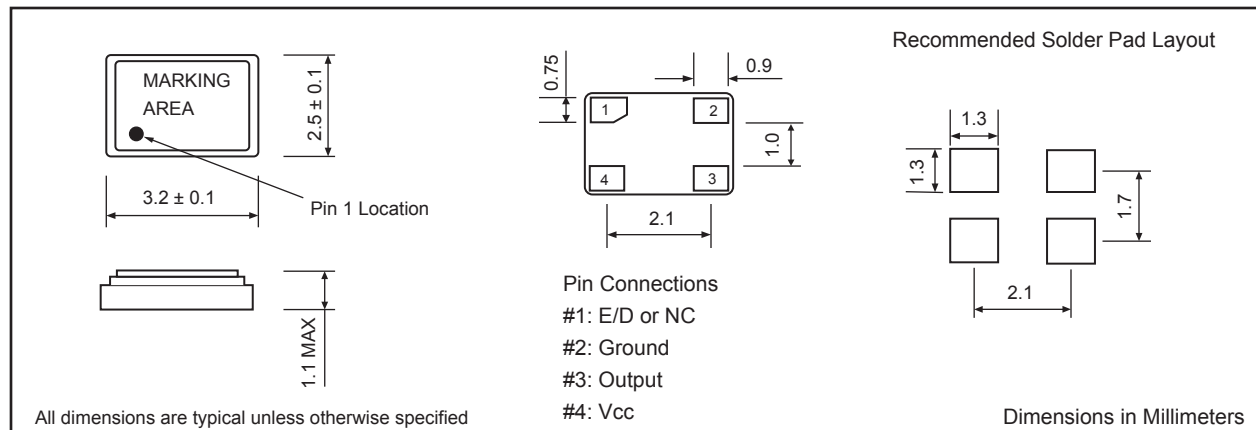 Recommended Solder Pad Layout
MARKING
AREA
2.5 ± 0.1
3.2 ± 0.1
Pin 1 Location
1.1 MAX
All dimensions are typical unless otherwise specified
0.75
0.9
1
2
1.0
4
3
2.1
Pin Connections
#1: E/D or NC
#2: Ground
#3: Output
#4: Vcc
1.3
1.3
1.7
2.1
Dimensions in Millimeters